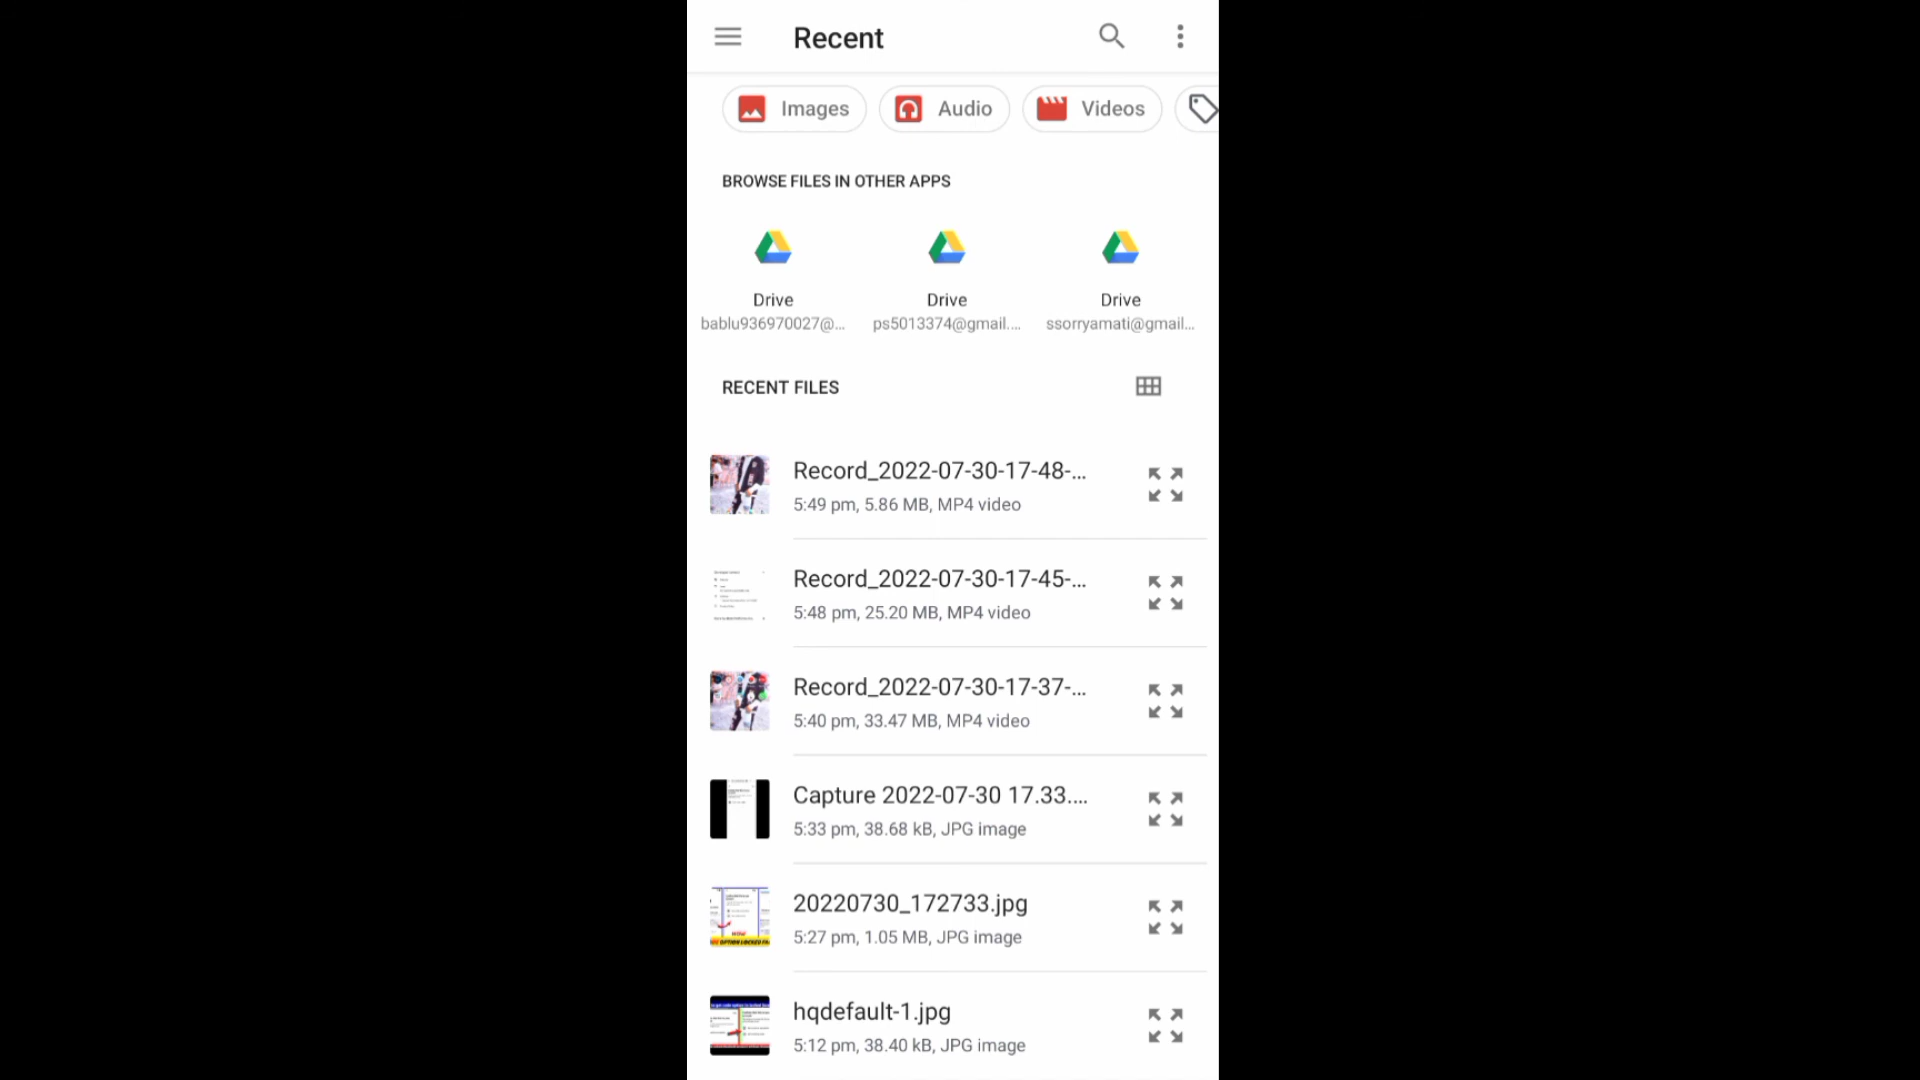 Recent
Images
Audio
Videos
BROWSE FILES IN OTHER APPS
Drive
bablu936970027@...
Drive
ps5013374@gmail....
Drive
ssorryamati@gmail...
RECENT FILES
Record_2022-07-30-17-48-...
5:49 pm, 5.86 MB, MP4 video
Record_2022-07-30-17-45-...
5:48 pm, 25.20 MB, MP4 video
Record_2022-07-30-17-37-...
5:40 pm, 33.47 MB, MP4 video
Capture 2022-07-30 17.33....
5:33 pm, 38.68 kB, JPG image
20220730_172733.jpg
5:27 pm, 1.05 MB, JPG image
WOW
OPTION LOCKED
hqdefault-1.jpg
5:12 pm, 38.40 kB, JPG image